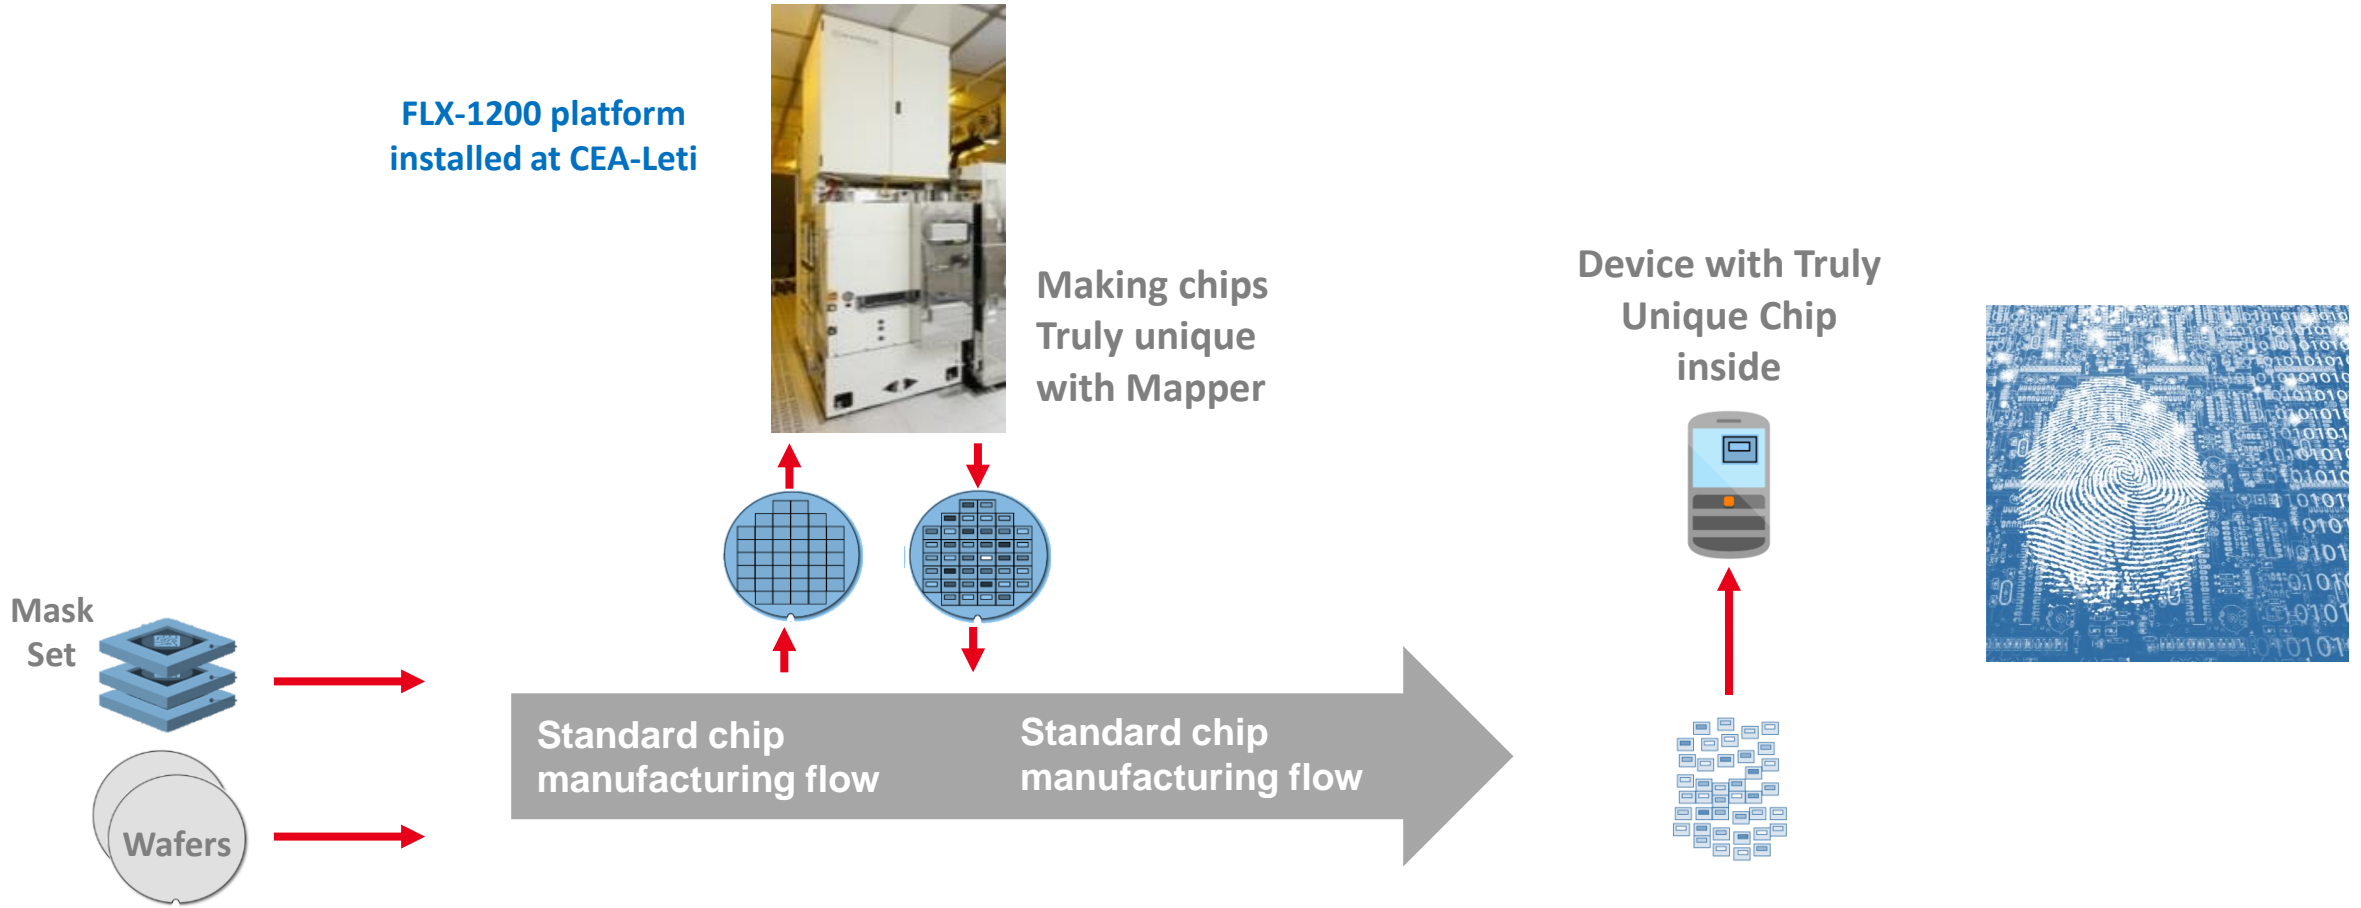 FLX-1200 platform
installed at CEA-Leti
Making chips
Truly unique
with Mapper
Device with Truly
Unique Chip
inside
Mask
Set
Wafers
Standard chip
manufacturing flow
Standard chip
manufacturing flow